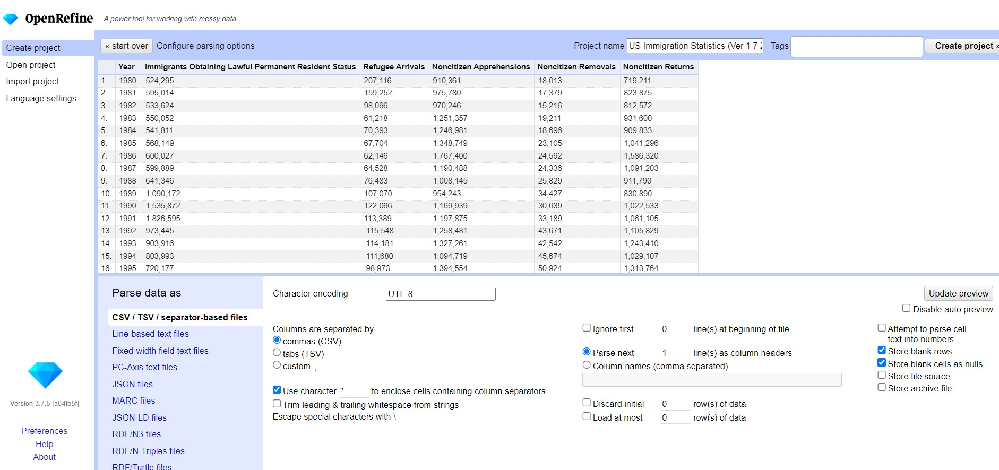 OpenRefine A power tool for working with messy data.
Create project
Open project
Import project
Language settings
« start over Configure parsing options Project name US Immigration Statistics (Ver 1 7 Tags Create project »
Year Immigrants Obtaining Lawful Permanent Resident Status Refugee Arrivals Noncitizen Apprehensions Noncitizen Removals Noncitizen Returns
1. 1980 524,295 207,116 910,361 18,013 719,211
2. 1981 595,014 159,252 975,780 17,379 823,875
3. 1982 533,624 98,096 970,246 15,216 812,572
4. 1983 550,052 61,218 1,251,357 19,211 931,600
5. 1984 541,811 70,393 1,246,981 18,696 909,833
6. 1985 568,149 67,704 1,348,749 23,105 1,041,296
7. 1986 600,027 62,146 1,767,400 24,592 1,586,320
8. 1987 599,889 64,528 1,190,488 24,336 1,091,203
9. 1988 641,346 76,483 1,008,145 25,829 911,790
10. 1989 1,090,172 107,070 954,243 34,427 830,890
11. 1990 1,535,872 122,066 1,169,939 30,039 1,022,533
12. 1991 1,826,595 113,389 1,197,875 33,189 1,061,105
13. 1992 973,445 115,548 1,258,481 43,671 1,105,829
14. 1993 903,916 114,181 1,327,261 42,542 1,243,410
15. 1994 803,993 111,680 1,094,719 45,674 1,029,107
16. 1995 720,177 98,973 1,394,554 50,924 1,313,764
Parse data as
CSV / TSV / separator-based files
Line-based text files
Fixed-width field text files
PC-Axis text files
JSON files
MARC files
JSON-LD files
RDF/N3 files
RDF/N-Triples files
RDF/Turtle files
Character encoding UTF-8
Update preview
Disable auto preview
Columns are separated by
commas (CSV)
tabs (TSV)
custom ,
Use character " to enclose cells containing column separators
Trim leading & trailing whitespace from strings
Escape special characters with \
Ignore first 0 line(s) at beginning of file
Parse next 1 line(s) as column headers
Column names (comma separated)
Discard initial 0 row(s) of data
Load at most 0 row(s) of data
Attempt to parse cell
text into numbers
Store blank rows
Store blank cells as nulls
Store file source
Store archive file
Version 3.7.5 [a04fb5f]
Preferences
Help
About